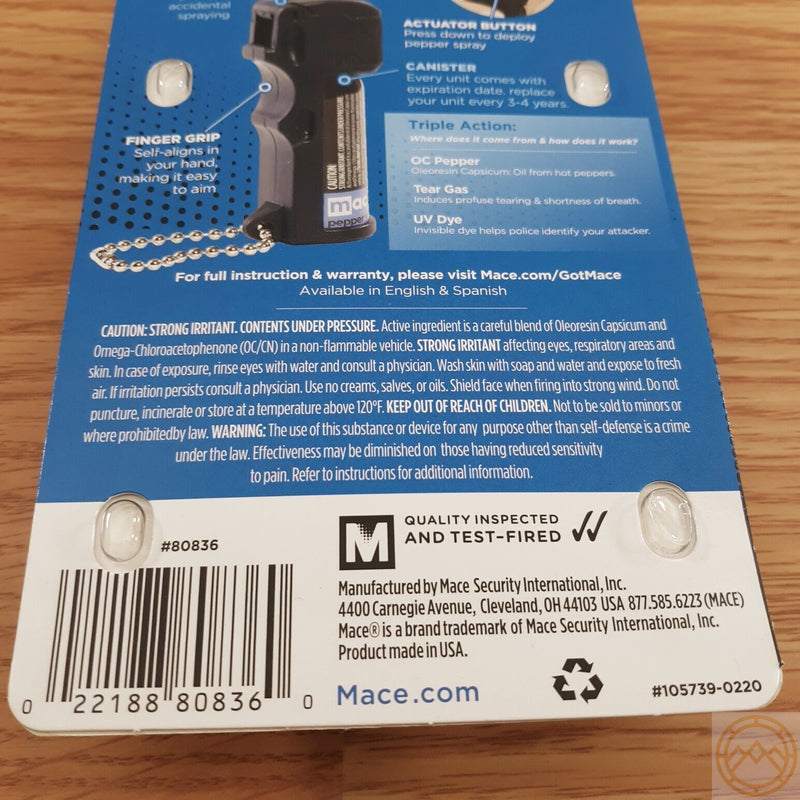 accidental
spraying
ACTUATOR BUTTON
Press down to deploy
pepper spray
CANISTER
Every unit comes with
expiration date. replace
your unit every 3-4 years.
FINGER GRIP
Self-aligns in
your hand,
making it easy
to aim
Triple Action:
Where does it come from & how does it work?
OC Pepper
Oleoresin Capsicum: Oil from hot peppers.
Tear Gas
Induces profuse tearing & shortness of breath.
UV Dye
Invisible dye helps police identify your attacker.
CAUTION:
STRONG IRRITANT. CONTENTS UNDER PRESSURE.
mac
pepper
For full instruction & warranty, please visit Mace.com/GotMace
Available in English & Spanish
CAUTION: STRONG IRRITANT. CONTENTS UNDER PRESSURE. Active ingredient is a careful blend of Oleoresin Capsicum and
Omega-Chloroacetophenone (OC/CN) in a non-flammable vehicle. STRONG IRRITANT affecting eyes, respiratory areas and
skin. In case of exposure, rinse eyes with water and consult a physician. Wash skin with soap and water and expose to fresh
air. If irritation persists consult a physician. Use no creams, salves, or oils. Shield face when firing into strong wind. Do not
puncture, incinerate or store at a temperature above 120°F. KEEP OUT OF REACH OF CHILDREN. Not to be sold to minors or
where prohibitedby law. WARNING: The use of this substance or device for any purpose other than self-defense is a crime
under the law. Effectiveness may be diminished on those having reduced sensitivity
to pain. Refer to instructions for additional information.
#80836
M QUALITY INSPECTED
AND TEST-FIRED
Manufactured by Mace Security International, Inc.
4400 Carnegie Avenue, Cleveland, OH 44103 USA 877.585.6223 (MACE)
Mace® is a brand trademark of Mace Security International, Inc.
Product made in USA.
0 22188 80836 0
Mace.com
#105739-0220